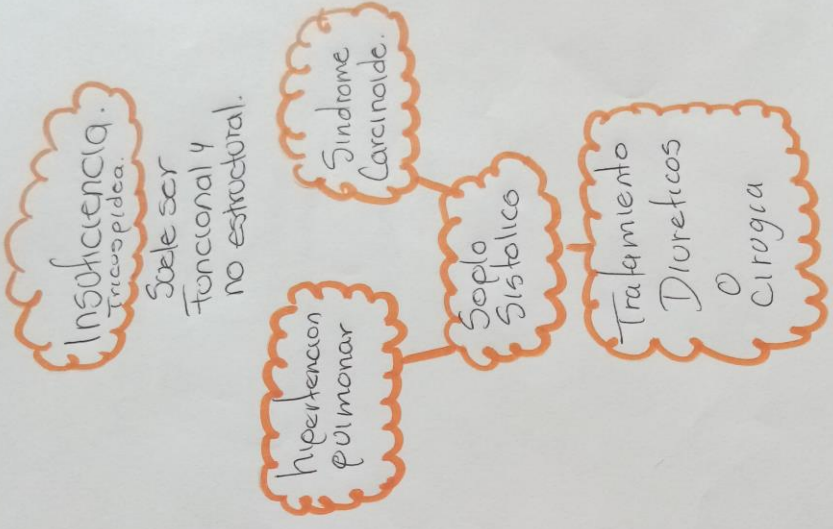 Insuficiencia.
Tricuspidea.
Suele ser
Funcional y
no estructural.
hipertencion
pulmonar
Sindrome
Carcinoide.
Soplo
Sistolico
Tratamiento
Diureticos
o
Cirugia